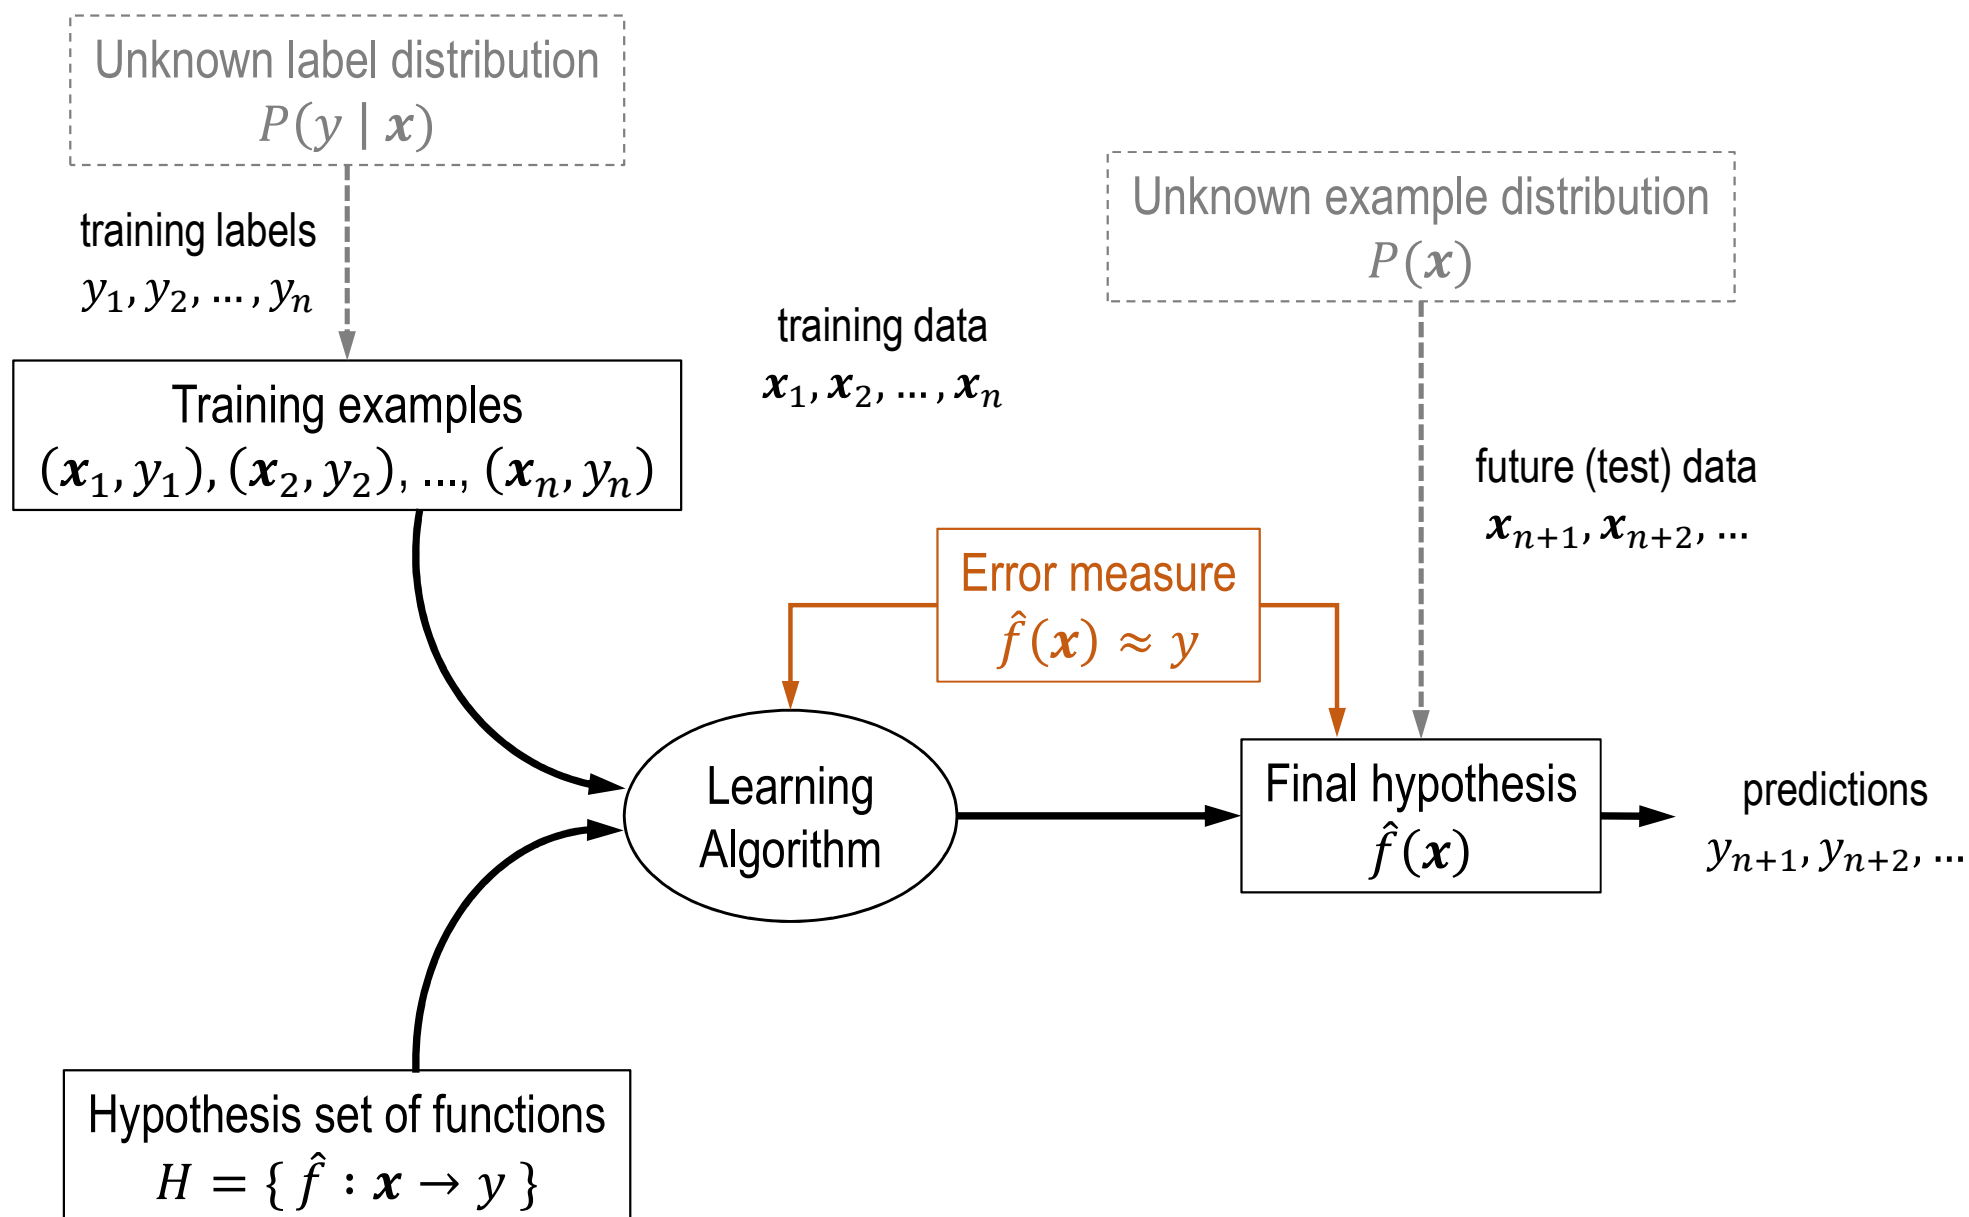 Unknown label distribution
P(y | x)
training labels
y₁, y₂, ..., yₙ
Unknown example distribution
P(x)
training data
x₁, x₂, ..., xₙ
Training examples
(x₁, y₁), (x₂, y₂), ..., (xₙ, yₙ)
future (test) data
xₙ₊₁, xₙ₊₂, ...
Error measure
f̂(x) ≈ y
Learning
Algorithm
Final hypothesis
f̂(x)
predictions
yₙ₊₁, yₙ₊₂, ...
Hypothesis set of functions
H = { f̂ : x → y }